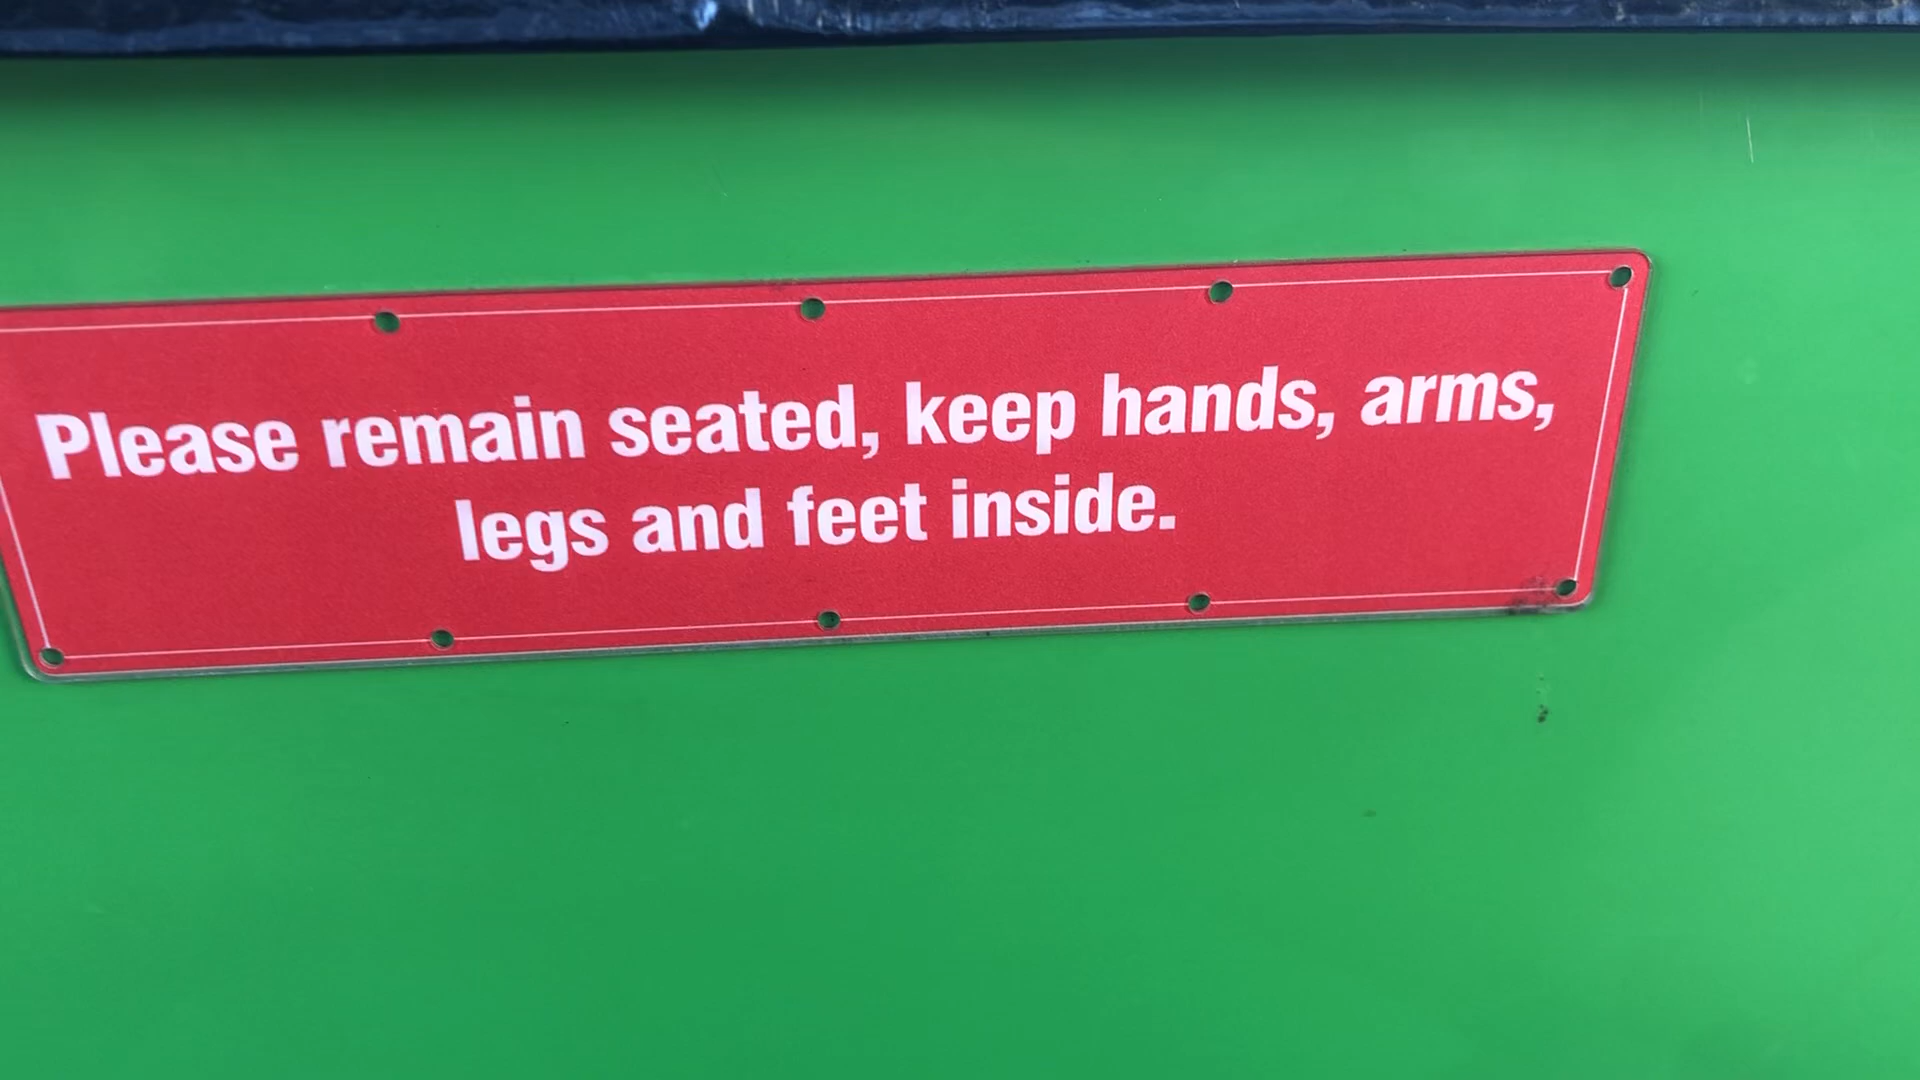 Please remain seated, keep hands, arms,
legs and feet inside.